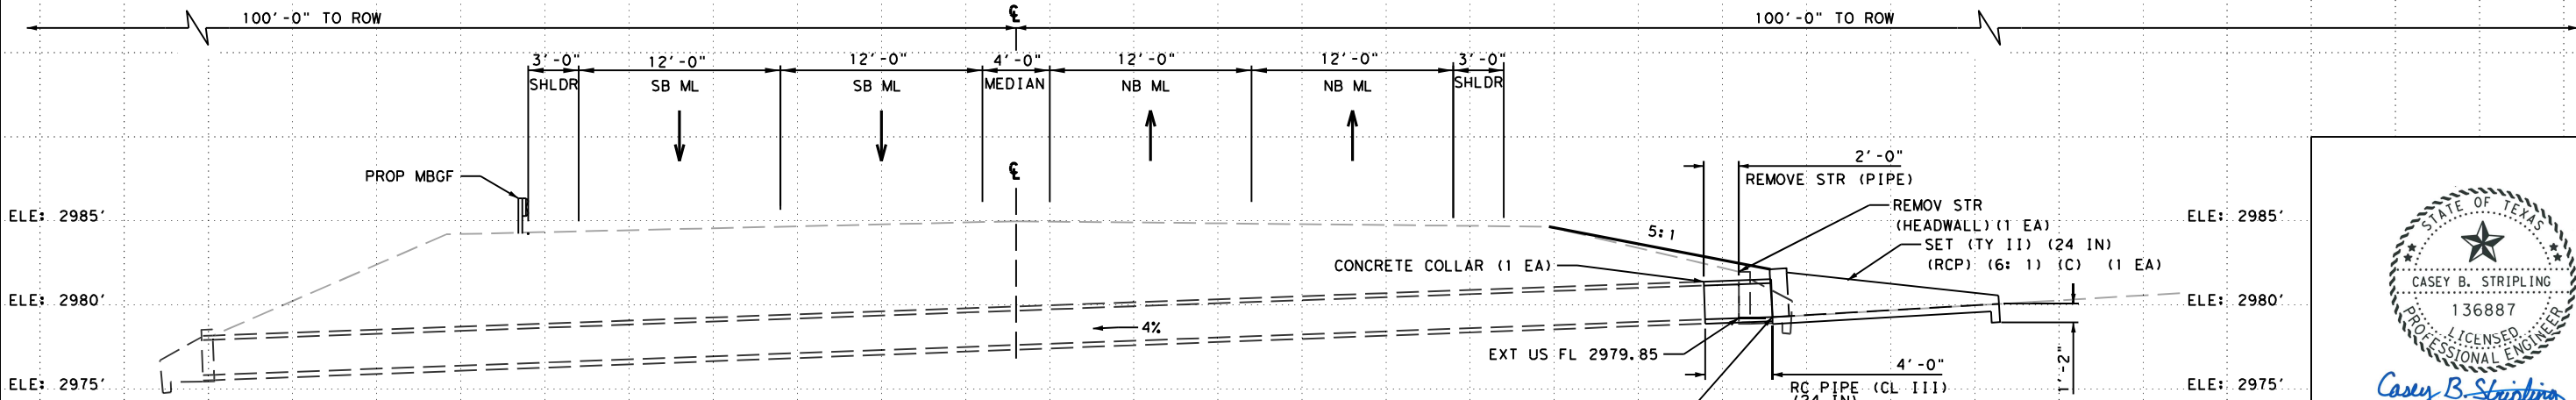 100'-0" TO ROW
℄
100'-0" TO ROW
3'-0"
12'-0"
12'-0"
4'-0"
12'-0"
12'-0"
3'-0"
SHLDR
SB ML
SB ML
MEDIAN
NB ML
NB ML
SHLDR
PROP MBGF
℄
2'-0"
REMOVE STR (PIPE)
REMOV STR
(HEADWALL)(1 EA)
SET (TY II) (24 IN)
(RCP) (6: 1) (C) (1 EA)
ELE: 2985'
5:1
ELE: 2985'
CONCRETE COLLAR (1 EA)
ELE: 2980'
4%
ELE: 2980'
EXT US FL 2979.85
4'-0"
RC PIPE (CL III)
(24 IN)
1'-2"
ELE: 2975'
ELE: 2975'
STATE OF TEXAS
CASEY B. STRIPLING
136887
LICENSED
PROFESSIONAL ENGINEER
Casey B. Stripling